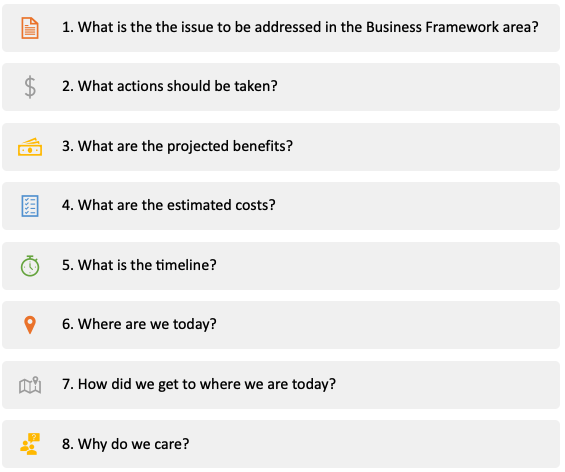 1. What is the the issue to be addressed in the Business Framework area?
2. What actions should be taken?
3. What are the projected benefits?
4. What are the estimated costs?
5. What is the timeline?
6. Where are we today?
7. How did we get to where we are today?
8. Why do we care?